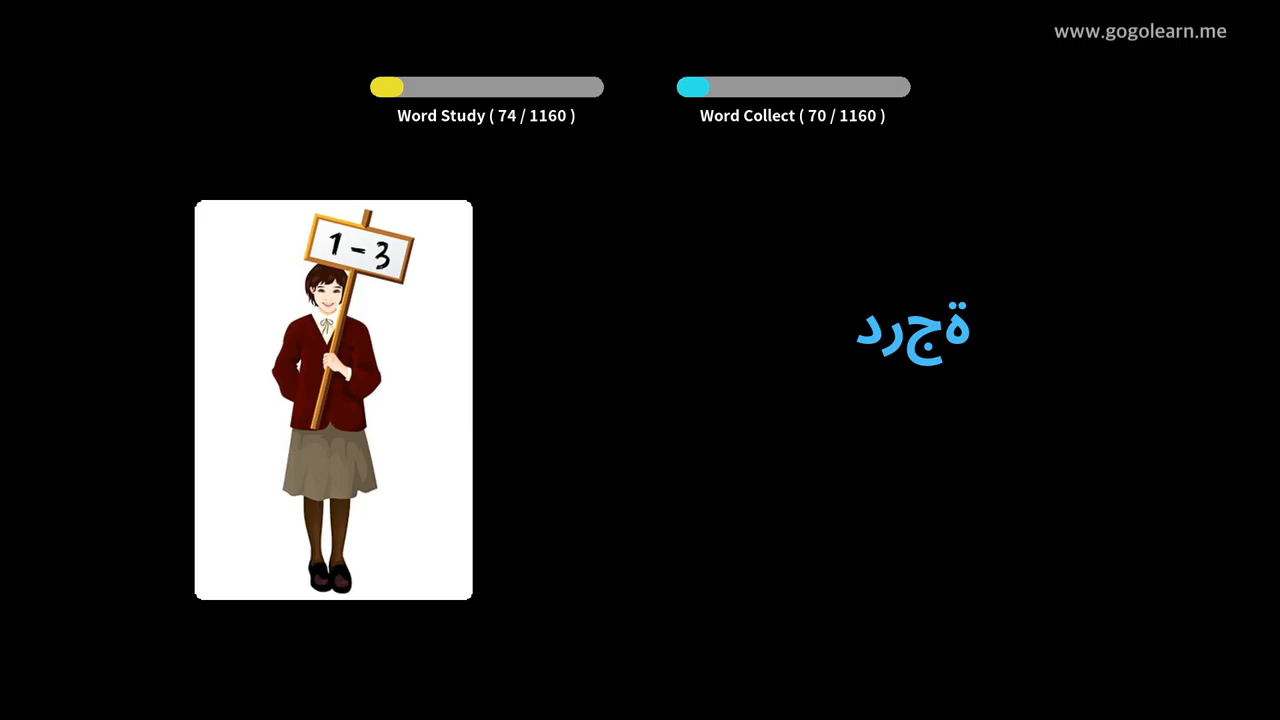 www.gogolearn.me
Word Study ( 74 / 1160 )
Word Collect ( 70 / 1160 )
1 - 3
درجة